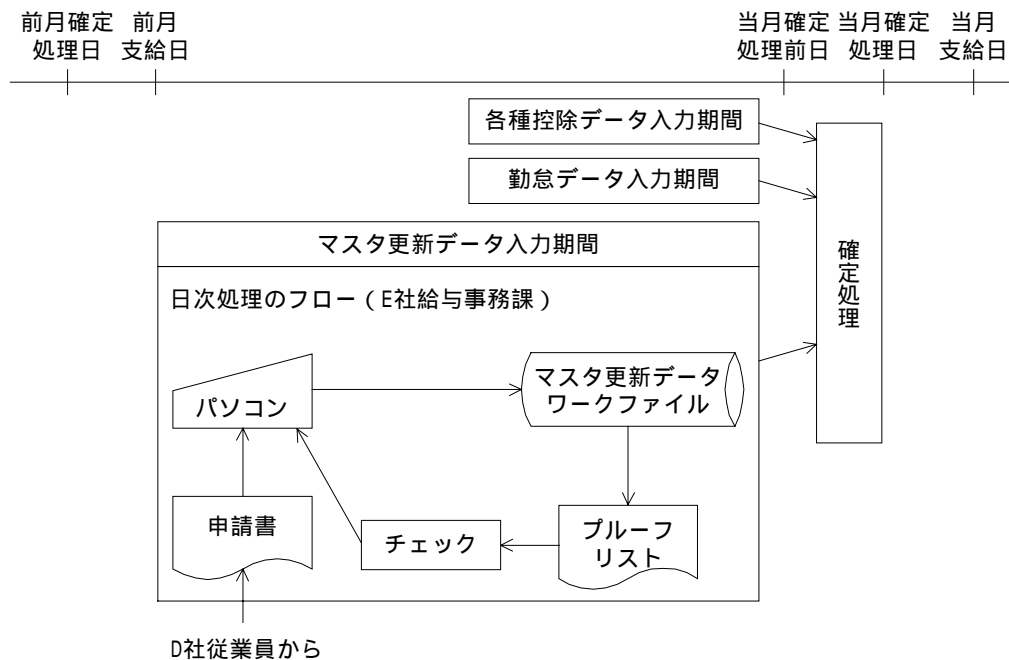 前月確定
処理日
前月
支給日
当月確定
処理前日
当月確定
処理日
当月
支給日
各種控除データ入力期間
勤怠データ入力期間
マスタ更新データ入力期間
確定処理
日次処理のフロー（E社給与事務課）
マスタ更新データ
ワークファイル
パソコン
申請書
チェック
プルーフ
リスト
D社従業員から